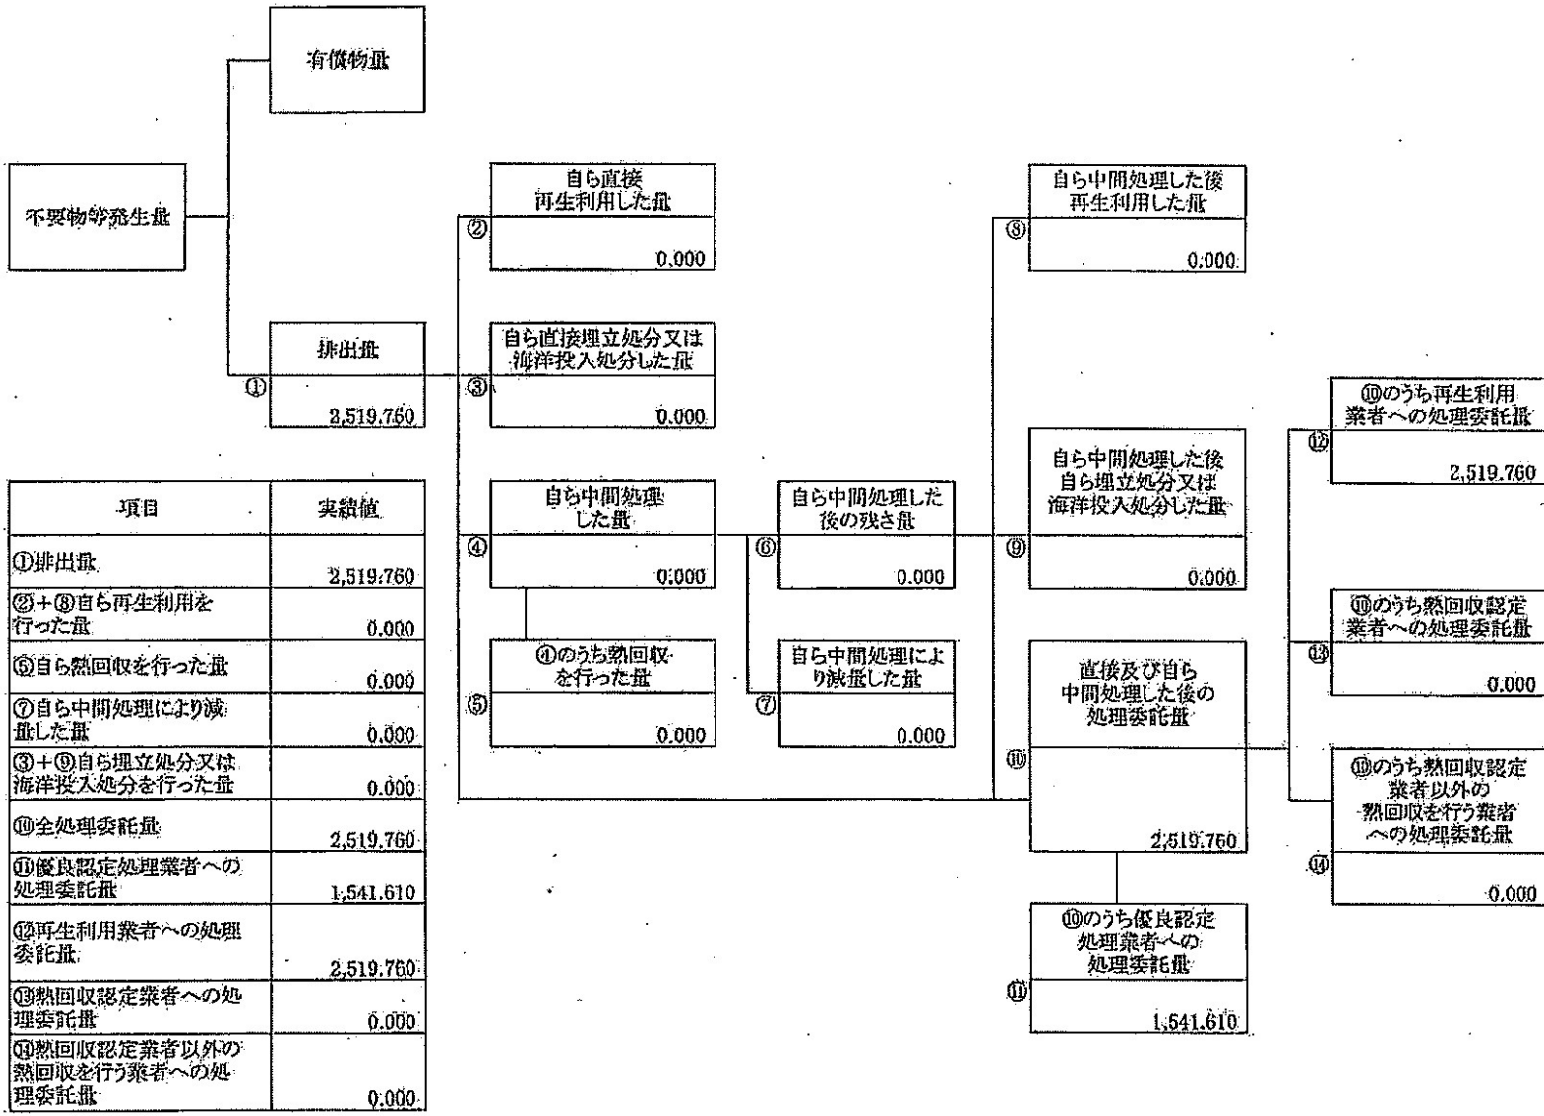 有償物量
不要物等発生量
①
排出量
2,519.760
②
自ら直接
再生利用した量
0.000
③
自ら直接埋立処分又は
海洋投入処分した量
0.000
④
自ら中間処理
した量
0.000
⑤
④のうち熱回収
を行った量
0.000
⑥
自ら中間処理した
後の残さ量
0.000
⑦
自ら中間処理によ
り減量した量
0.000
⑧
自ら中間処理した後
再生利用した量
0.000
⑨
自ら中間処理した後
自ら埋立処分又は
海洋投入処分した量
0.000
⑩
直接及び自ら
中間処理した後の
処理委託量
2,519.760
⑪
⑩のうち優良認定
処理業者への
処理委託量
1,541.610
⑫
⑩のうち再生利用
業者への処理委託量
2,519.760
⑬
⑩のうち熱回収認定
業者への処理委託量
0.000
⑭
⑩のうち熱回収認定
業者以外の
熱回収を行う業者
への処理委託量
0.000
項目 実績値
①排出量 2,519.760
②+⑧自ら再生利用を
行った量 0.000
⑤自ら熱回収を行った量 0.000
⑦自ら中間処理により減
量した量 0.000
③+⑨自ら埋立処分又は
海洋投入処分を行った量 0.000
⑩全処理委託量 2,519.760
⑪優良認定処理業者への
処理委託量 1,541.610
⑫再生利用業者への処理
委託量 2,519.760
⑬熱回収認定業者への処
理委託量 0.000
⑭熱回収認定業者以外の
熱回収を行う業者への処
理委託量 0.000